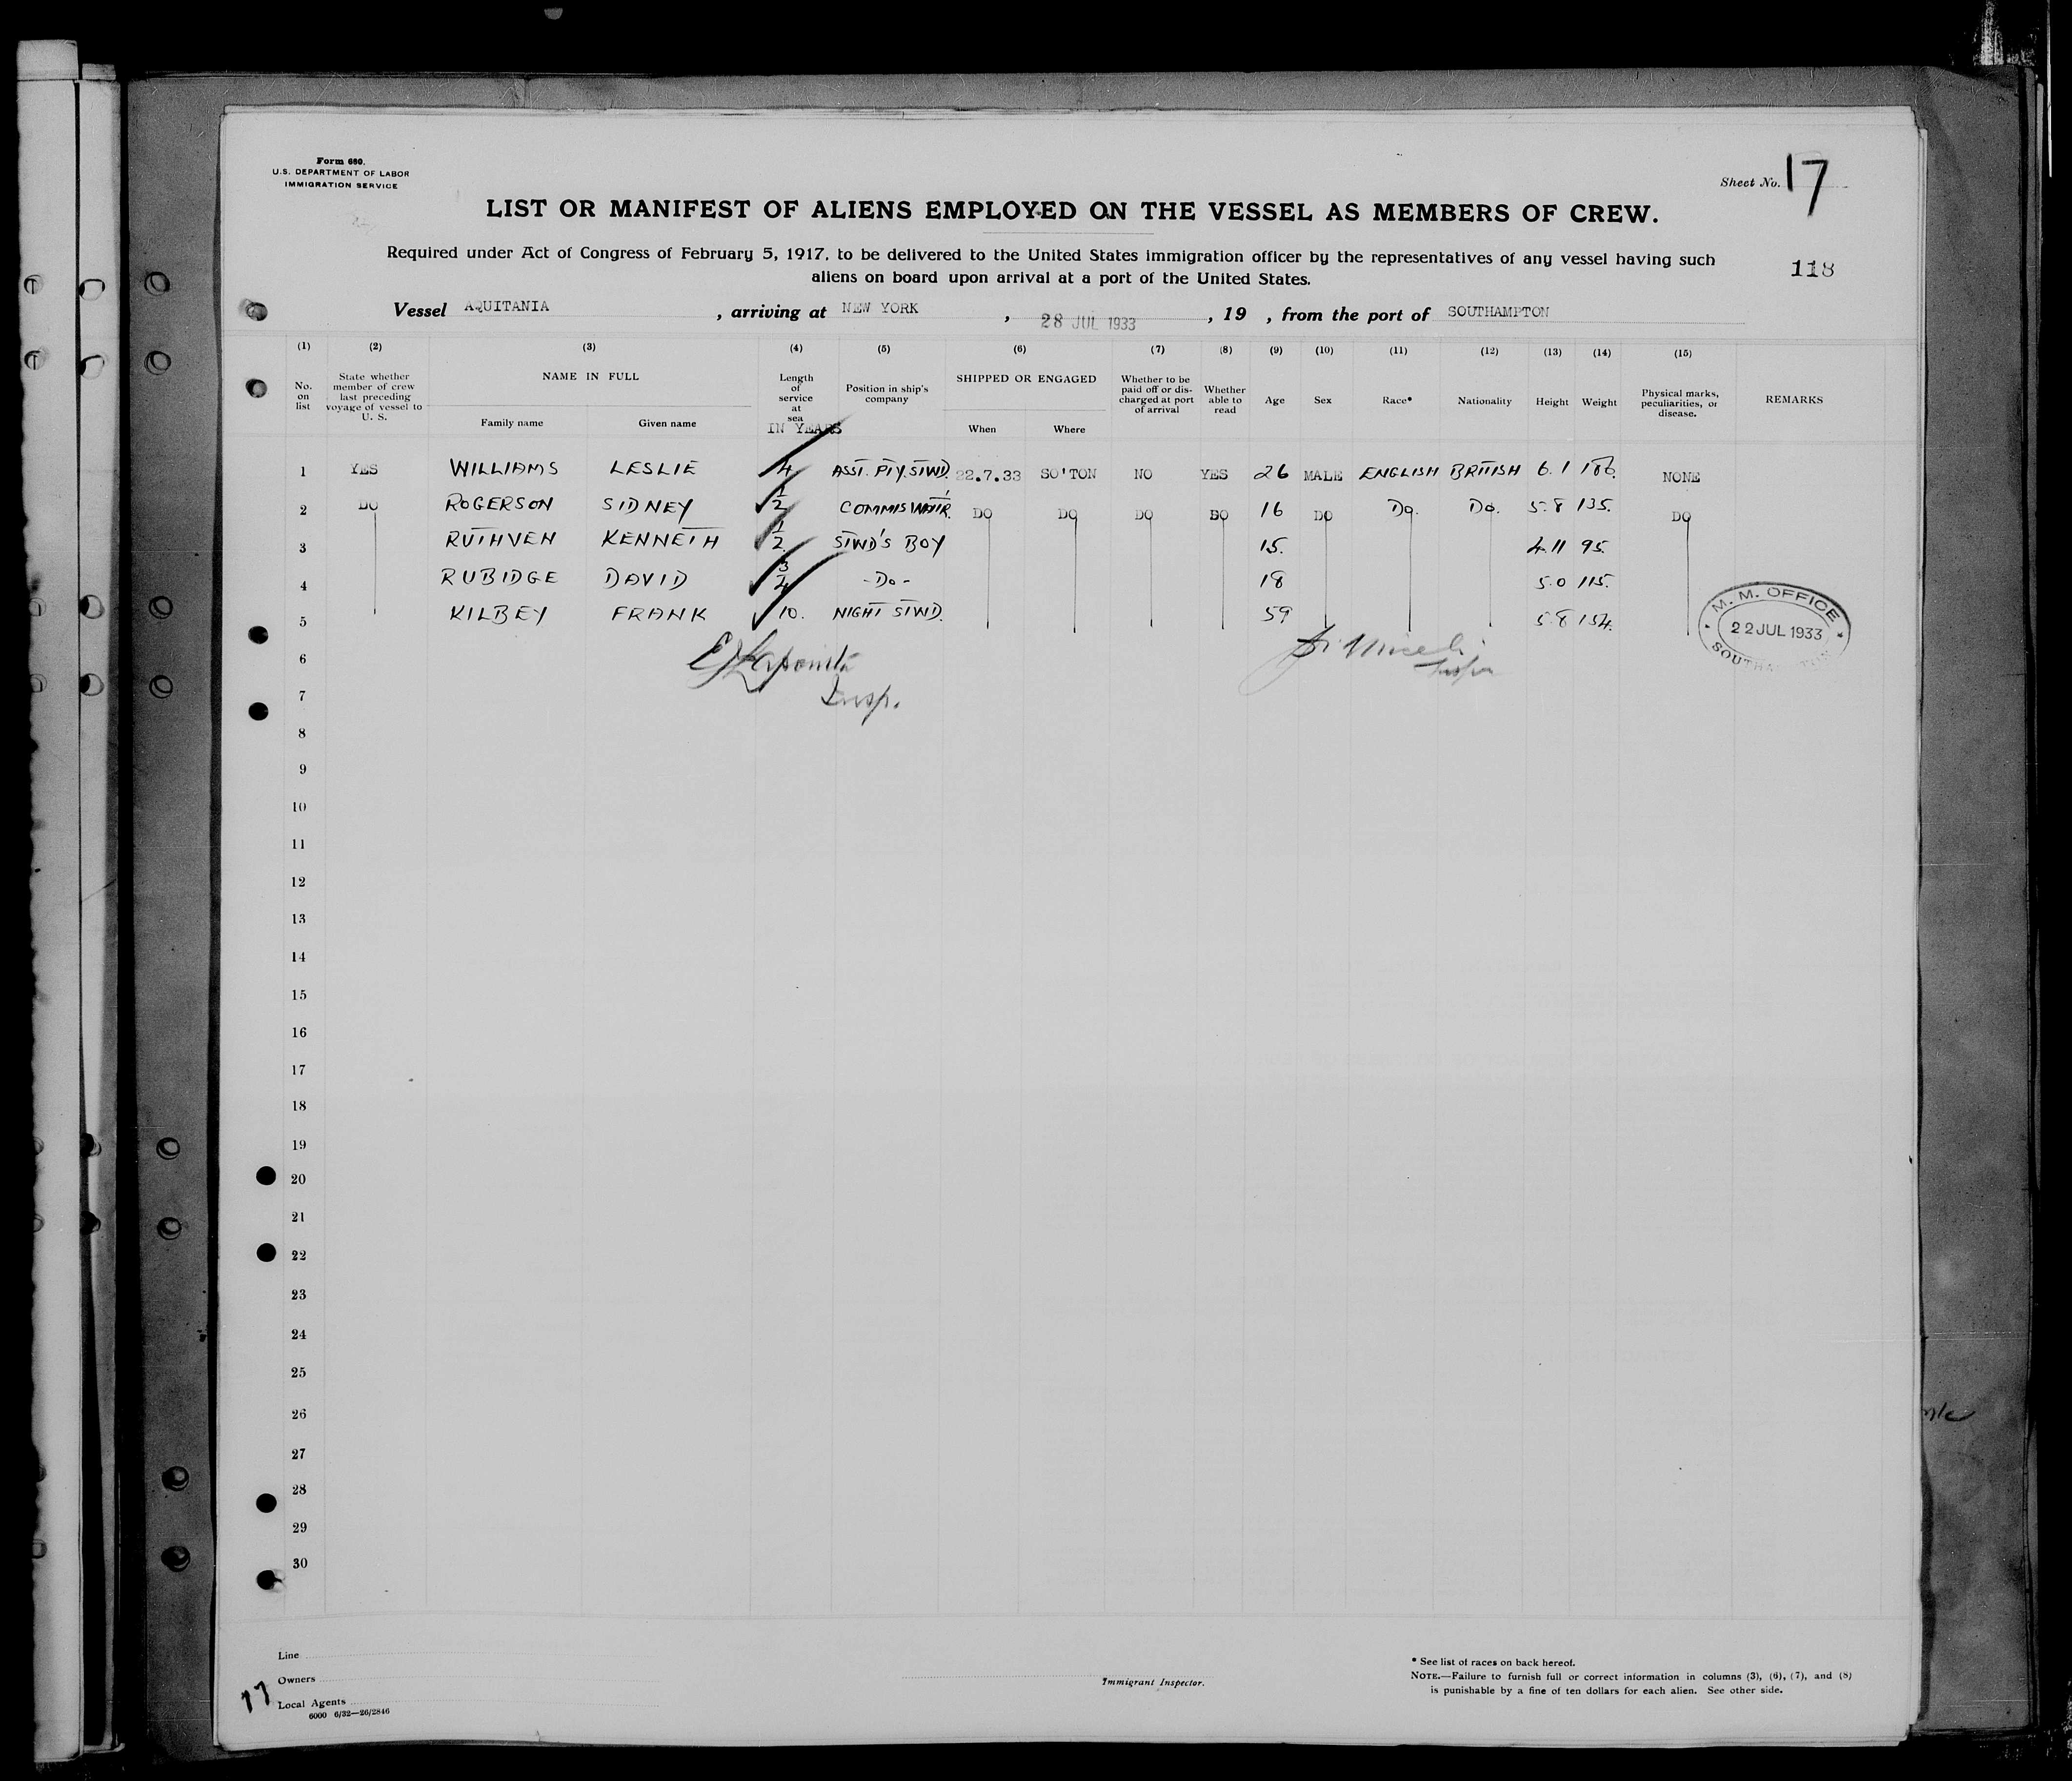 Form 680.
U.S. DEPARTMENT OF LABOR
IMMIGRATION SERVICE
Sheet No. 17
LIST OR MANIFEST OF ALIENS EMPLOYED ON THE VESSEL AS MEMBERS OF CREW.
Required under Act of Congress of February 5, 1917, to be delivered to the United States immigration officer by the representatives of any vessel having such
aliens on board upon arrival at a port of the United States.
118
Vessel AQUITANIA , arriving at NEW YORK , 28 JUL 1933 , 19 , from the port of SOUTHAMPTON
(1) (2) (3) (4) (5) (6) (7) (8) (9) (10) (11) (12) (13) (14) (15)
No. on list
State whether member of crew last preceding voyage of vessel to U. S.
NAME IN FULL
Family name
Given name
Length of service at sea
IN YEARS
Position in ship's company
SHIPPED OR ENGAGED
When
Where
Whether to be paid off or discharged at port of arrival
Whether able to read
Age
Sex
Race*
Nationality
Height
Weight
Physical marks, peculiarities, or disease.
REMARKS
1 YES WILLIAMS LESLIE 4 ASST. PTY. STWD. 22.7.33 SO'TON NO YES 26 MALE ENGLISH BRITISH 6.1 NONE
2 DO ROGERSON SIDNEY 1/2 COMMIS WAITR. DO DO DO DO 16 DO Do. Do. 5.8 135. DO
3 RUTHVEN KENNETH 1/2 STWD'S BOY 15. 4.11 95.
4 RUBIDGE DAVID -Do- 18 5.0 115.
5 KILBEY FRANK 10. NIGHT STWD. 59 5.8 154.
M. M. OFFICE
22 JUL 1933
6
Insp.
7
8
9
10
11
12
13
14
15
16
17
18
19
20
21
22
23
24
25
26
27
28
29
30
Line
Owners
Local Agents
6000 6/32—26/2846
17
Immigrant Inspector.
* See list of races on back hereof.
NOTE.—Failure to furnish full or correct information in columns (3), (6), (7), and (8)
is punishable by a fine of ten dollars for each alien. See other side.